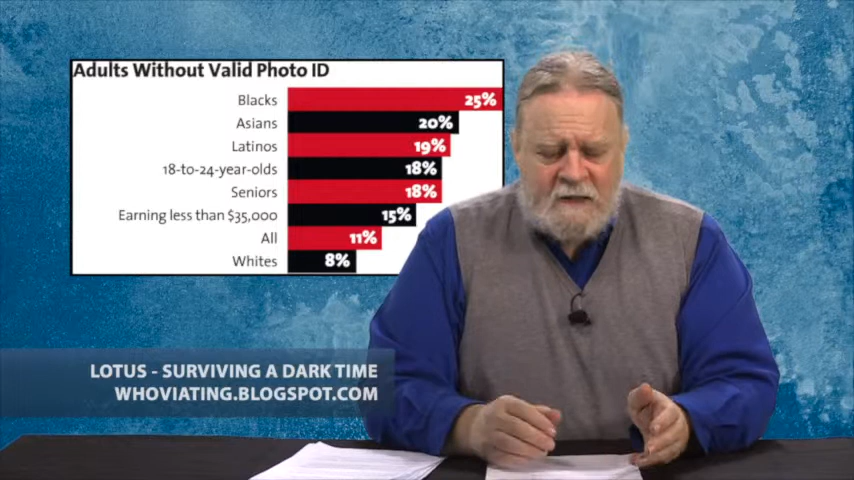 Adults Without Valid Photo ID
Blacks 25%
Asians 20%
Latinos 19%
18-to-24-year-olds 18%
Seniors 18%
Earning less than $35,000 15%
All 11%
Whites 8%
LOTUS - SURVIVING A DARK TIME
WHOVIATING.BLOGSPOT.COM